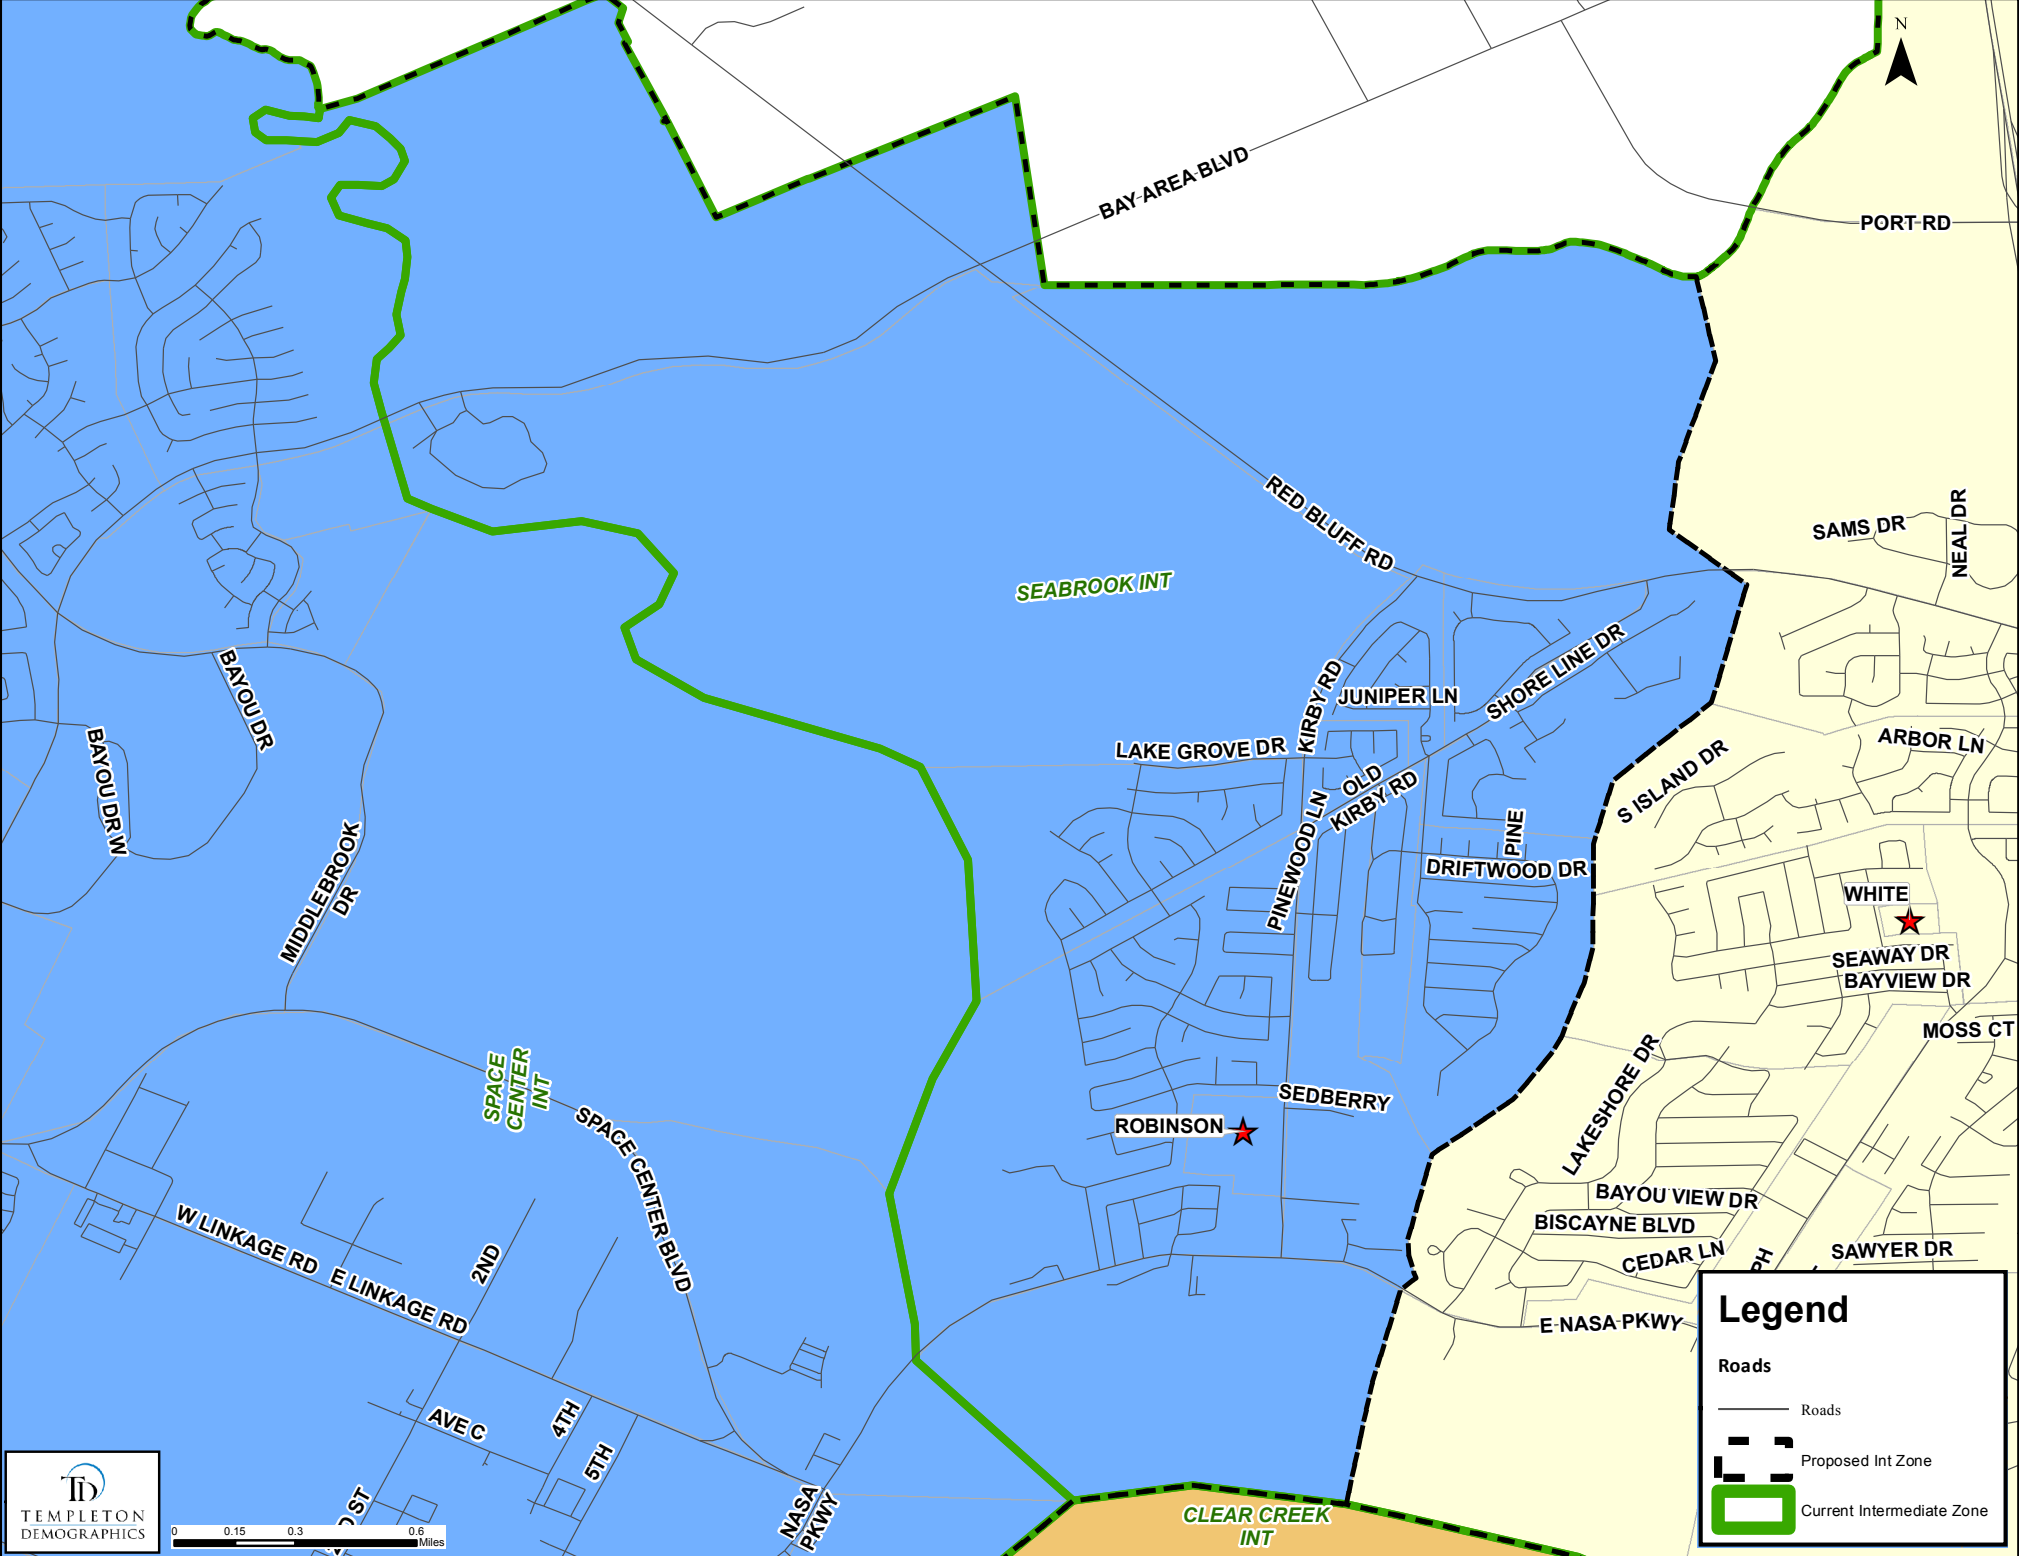 N
BAY AREA BLVD
PORT RD
RED BLUFF RD
SAMS DR
NEAL DR
SEABROOK INT
SHORE LINE DR
KIRBY RD
JUNIPER LN
BAYOU DR
BAYOU DR W
LAKE GROVE DR
ARBOR LN
S ISLAND DR
OLD
KIRBY RD
PINEWOOD LN
PINE
DRIFTWOOD DR
MIDDLEBROOK
DR
WHITE
SEAWAY DR
BAYVIEW DR
MOSS CT
SPACE
CENTER
INT
SPACE CENTER BLVD
LAKESHORE DR
SEDBERRY
ROBINSON
BAYOU VIEW DR
BISCAYNE BLVD
CEDAR LN
SAWYER DR
PH
W LINKAGE RD
E LINKAGE RD
2ND
E NASA PKWY
AVE C
4TH
5TH
D ST
NASA
PKWY
CLEAR CREEK
INT
Legend
Roads
Roads
Proposed Int Zone
Current Intermediate Zone
TD
TEMPLETON
DEMOGRAPHICS
0 0.15 0.3 0.6
Miles